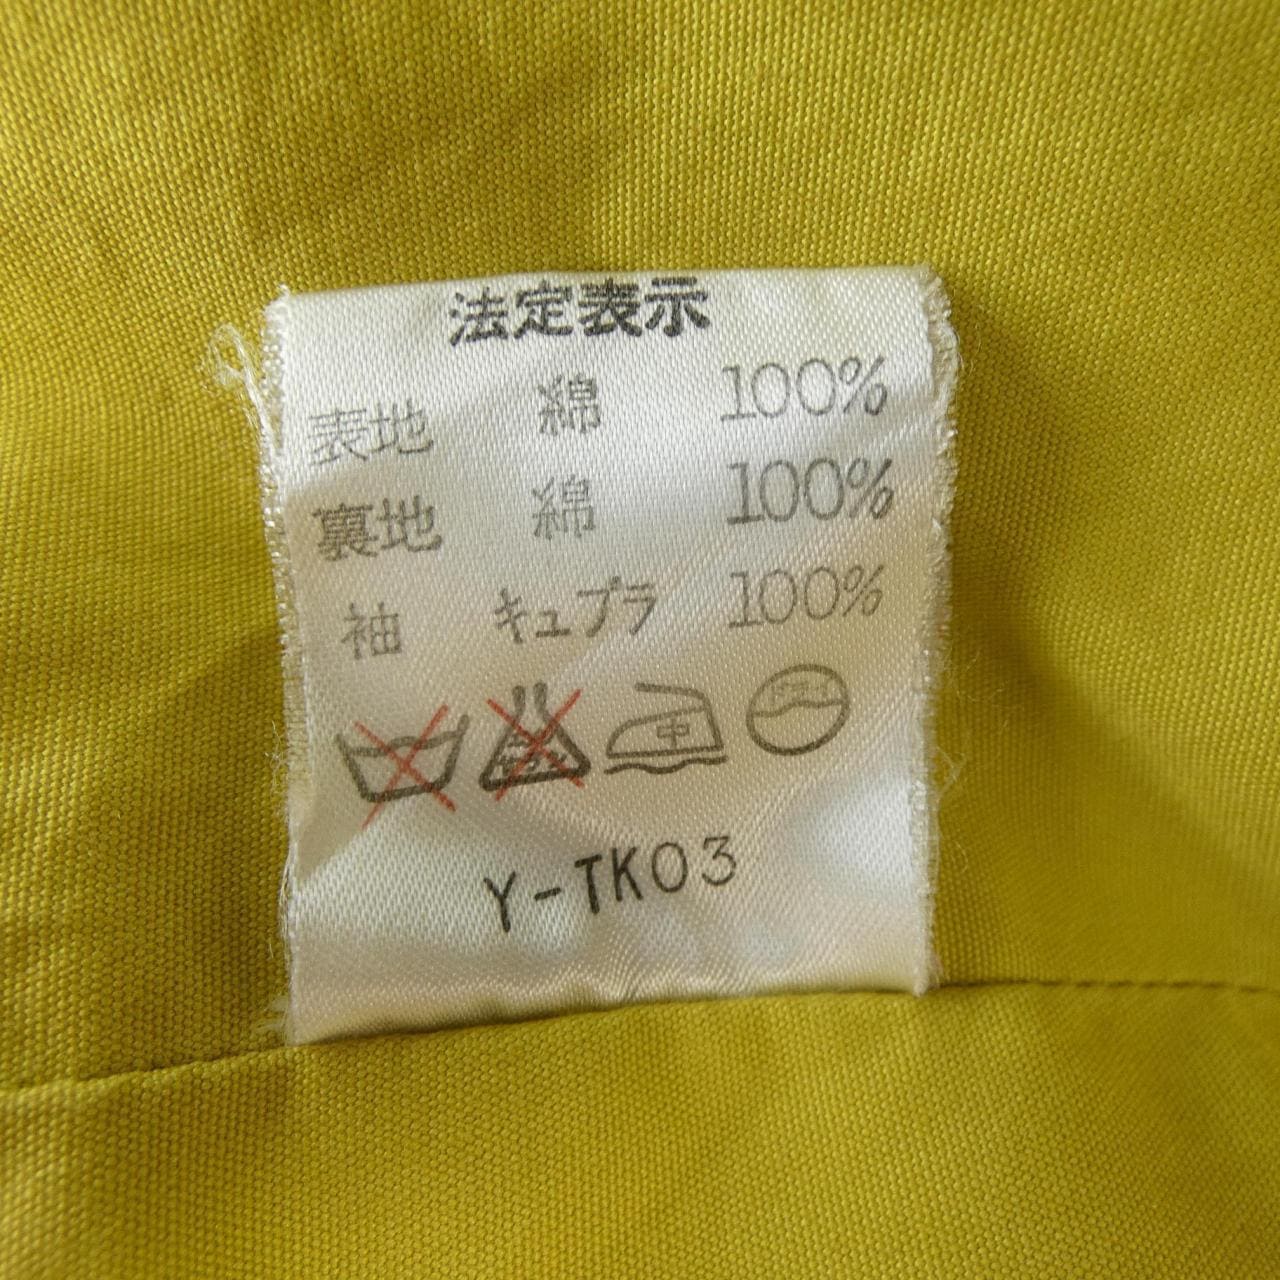 法定表示
表地 綿 100%
裏地 綿 100%
袖 キュプラ 100%
中
Y-TK03